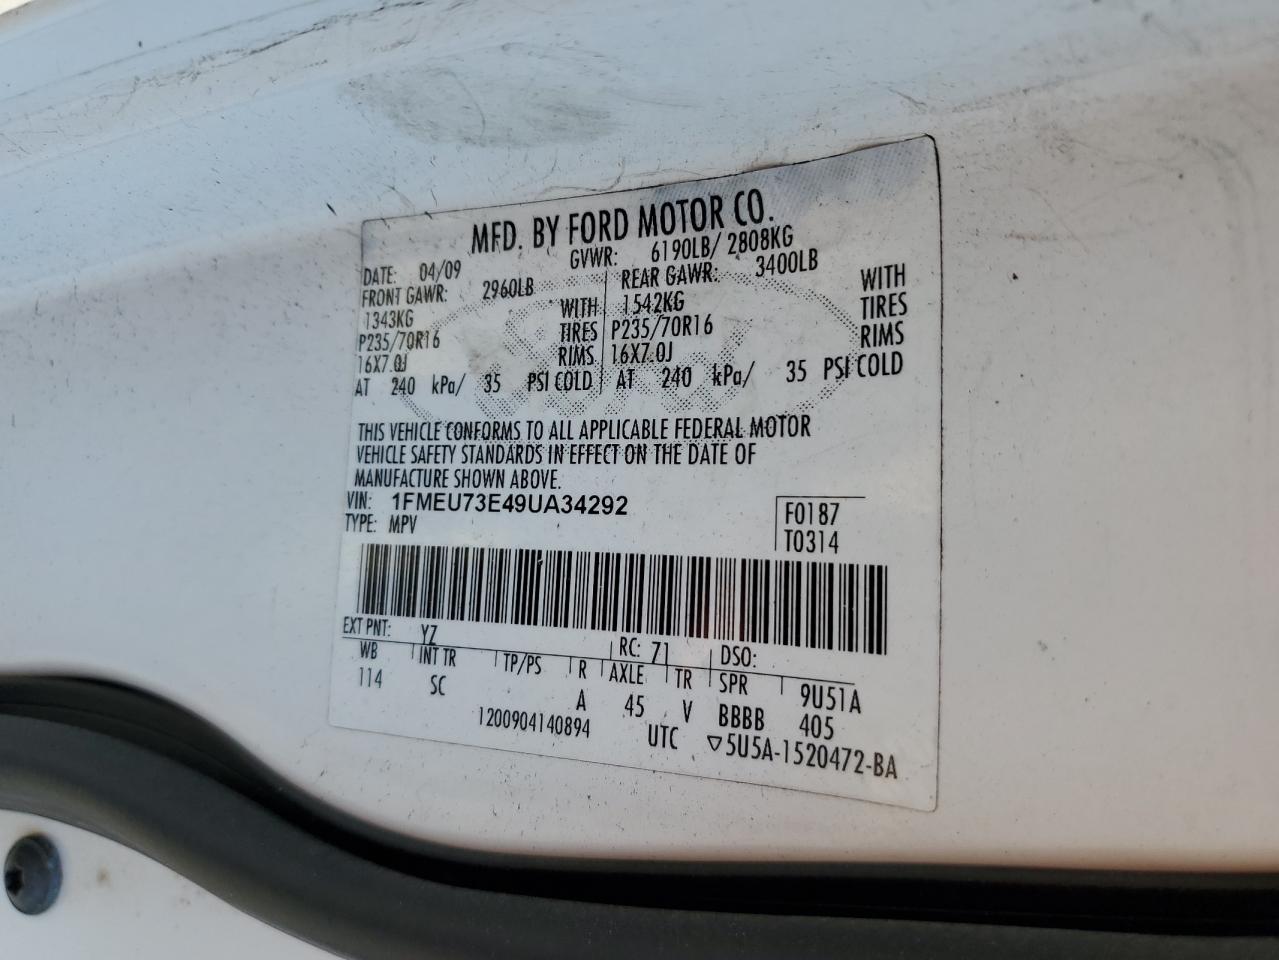 MFD. BY FORD MOTOR CO.
DATE: 04/09 GVWR: 6190LB/ 2808KG
FRONT GAWR: 2960LB REAR GAWR: 3400LB
1343KG WITH 1542KG WITH
P235/70R16 TIRES P235/70R16 TIRES
16X7.0J RIMS 16X7.0J RIMS
AT 240 kPa/ 35 PSI COLD AT 240 kPa/ 35 PSI COLD
THIS VEHICLE CONFORMS TO ALL APPLICABLE FEDERAL MOTOR
VEHICLE SAFETY STANDARDS IN EFFECT ON THE DATE OF
MANUFACTURE SHOWN ABOVE.
VIN: 1FMEU73E49UA34292 F0187
TYPE: MPV T0314
EXT PNT: YZ RC: 71 DSO:
WB INT TR TP/PS R AXLE TR SPR 9U51A
114 SC A 45 V BBBB 405
1200904140894 UTC ▽5U5A-1520472-BA